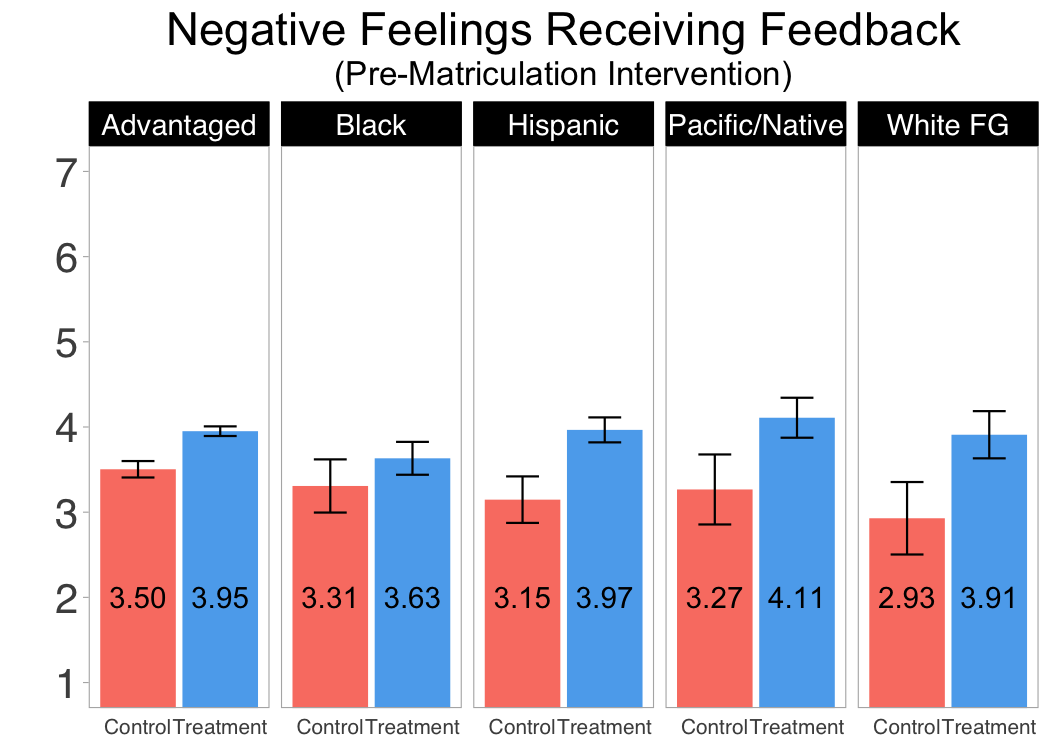 Negative Feelings Receiving Feedback
(Pre-Matriculation Intervention)
Advantaged Black Hispanic Pacific/Native White FG
7
6
5
4
3
2
1
3.50 3.95 3.31 3.63 3.15 3.97 3.27 4.11 2.93 3.91
Control Treatment Control Treatment Control Treatment Control Treatment Control Treatment